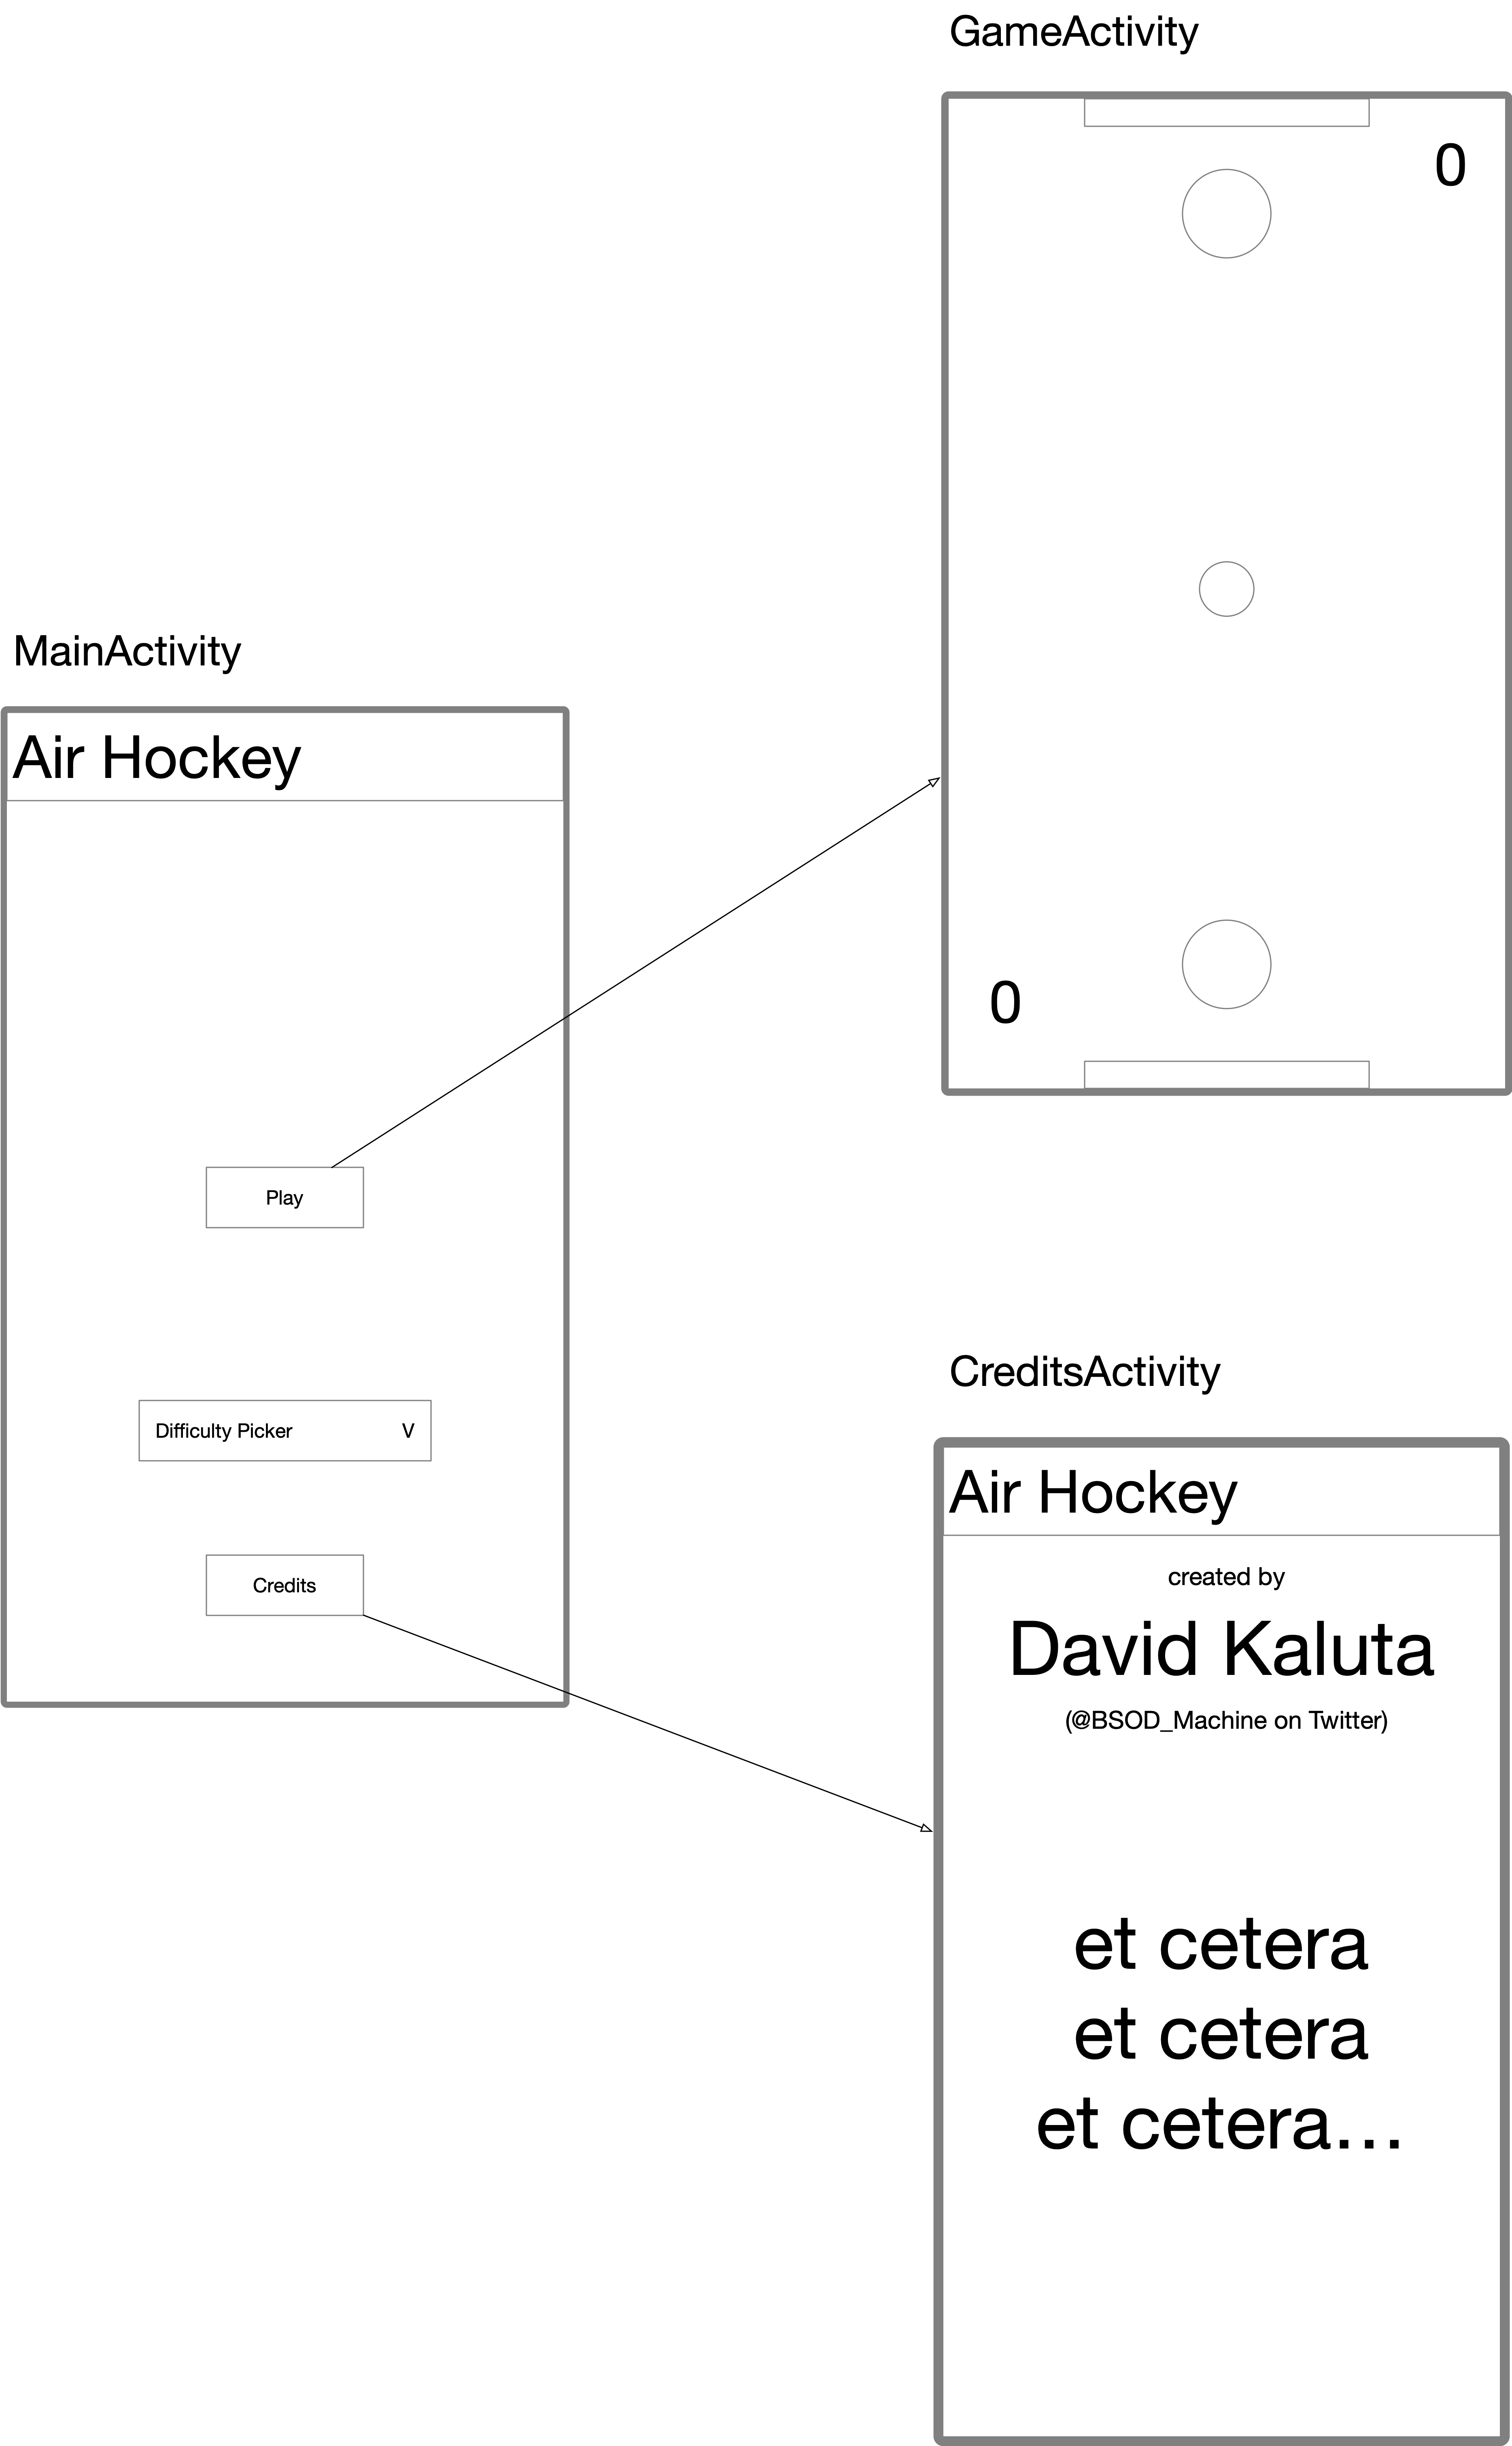 GameActivity
0
0
MainActivity
Air Hockey
Play
Difficulty Picker V
Credits
CreditsActivity
Air Hockey
created by
David Kaluta
(@BSOD_Machine on Twitter)
et cetera
et cetera
et cetera...